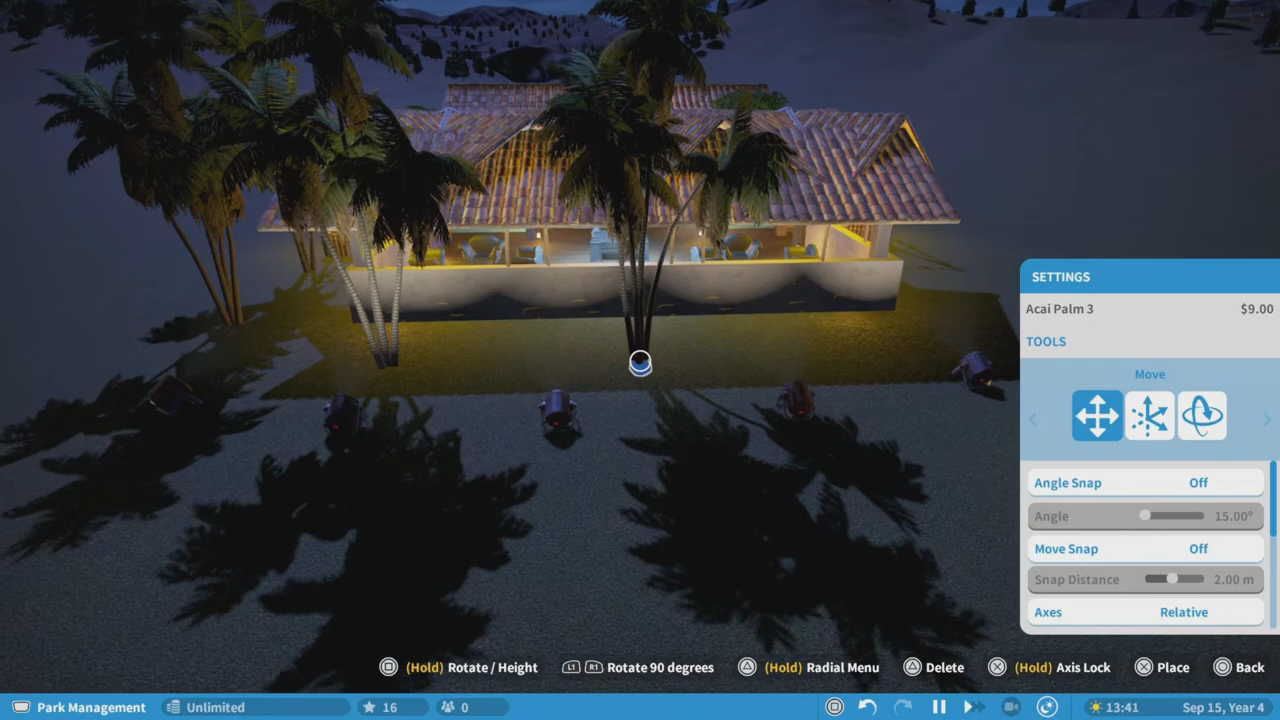 SETTINGS
Acai Palm 3 $9.00
TOOLS
Move
Angle Snap Off
Angle 15.00°
Move Snap Off
Snap Distance 2.00 m
Axes Relative
(Hold) Rotate / Height L1 R1 Rotate 90 degrees (Hold) Radial Menu Delete (Hold) Axis Lock Place Back
Park Management Unlimited 16 0 13:41 Sep 15, Year 4